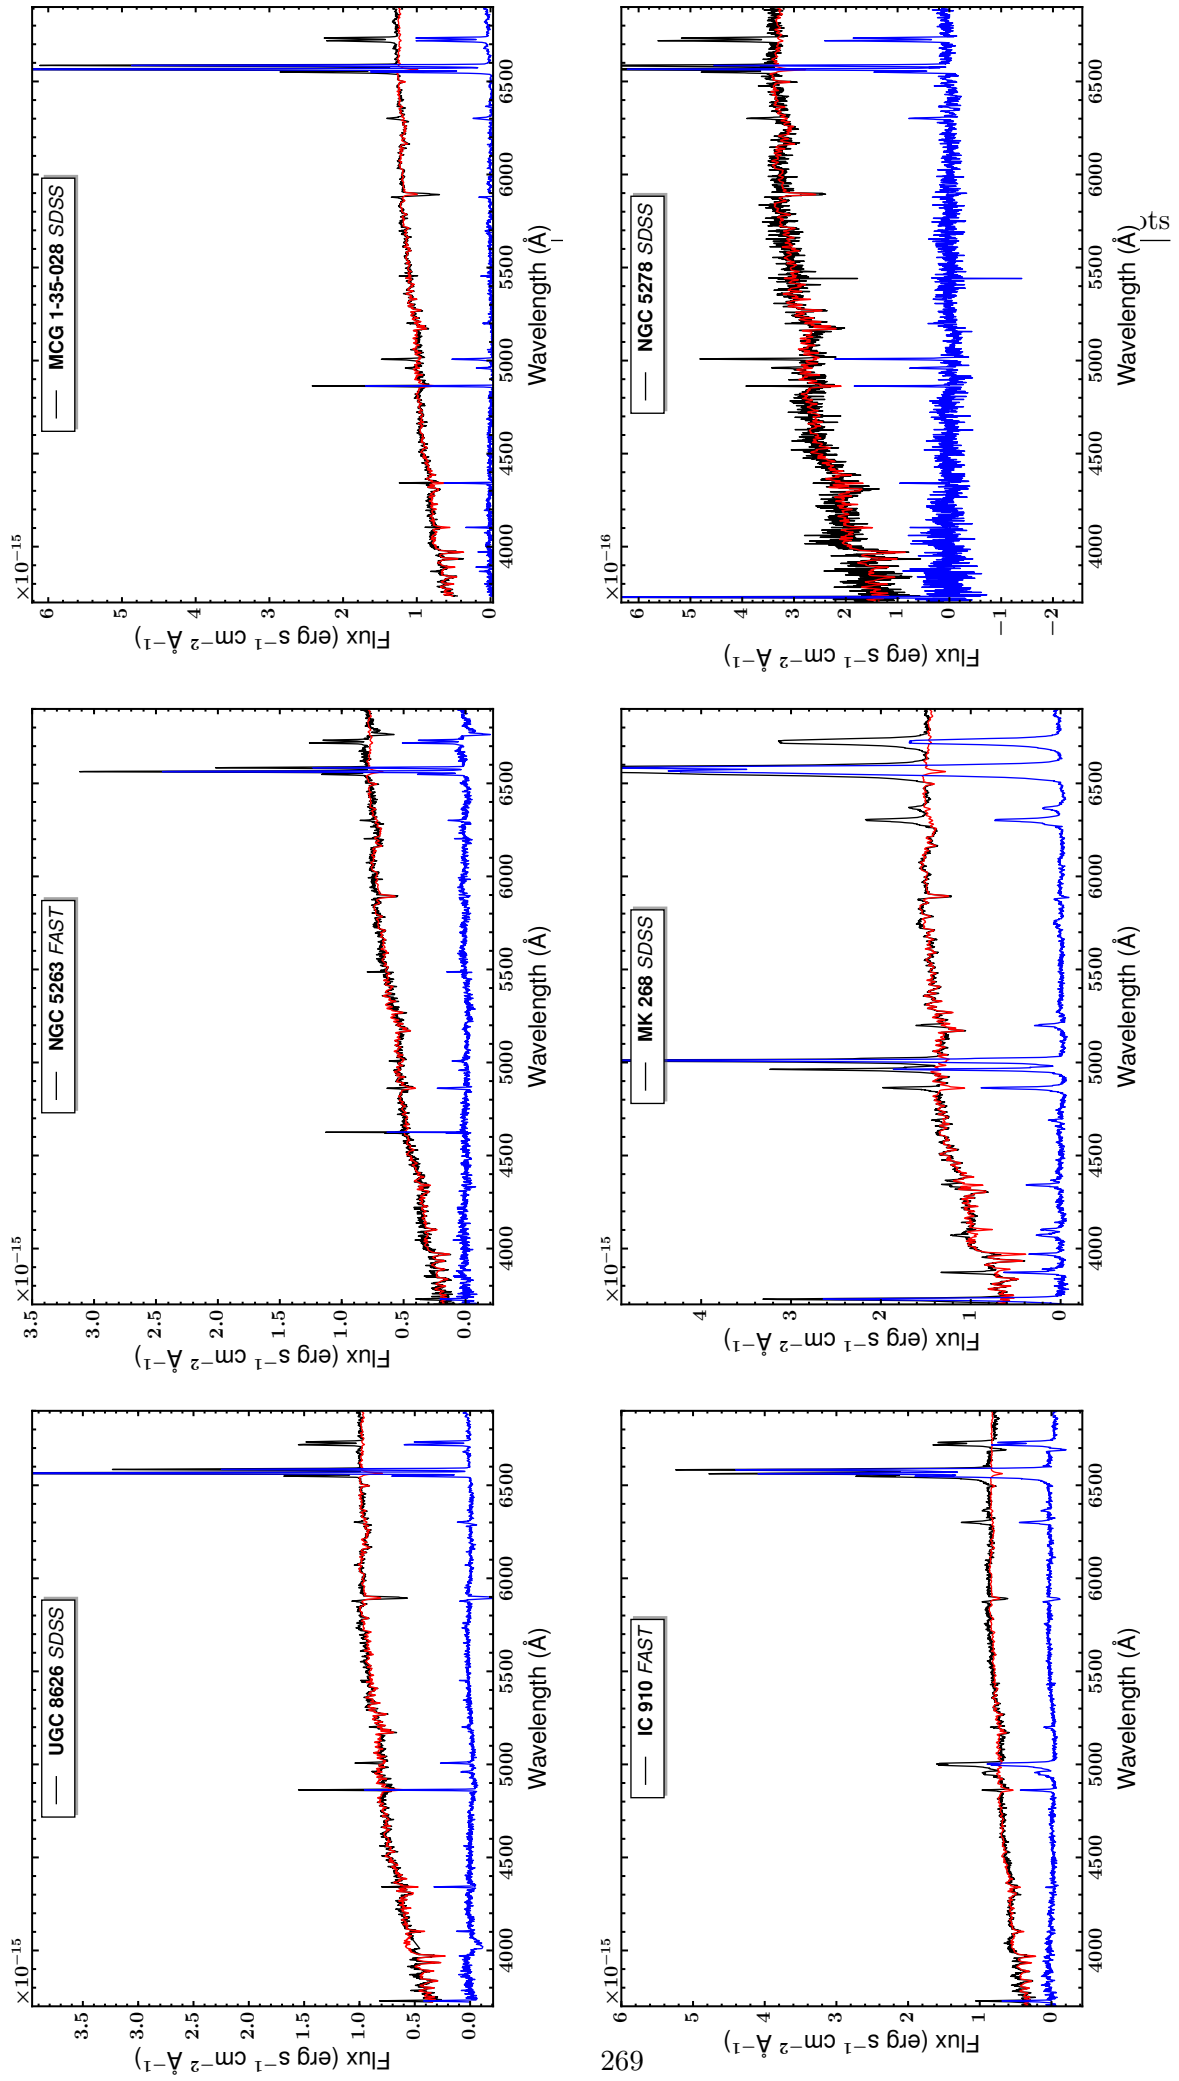 ×10⁻¹⁵
UGC 8626 SDSS
3.5
3.0
2.5
2.0
1.5
1.0
0.5
0.0
Flux (erg s⁻¹ cm⁻² Å⁻¹)
4000 4500 5000 5500 6000 6500
Wavelength (Å)
×10⁻¹⁵
NGC 5263 FAST
3.5
3.0
2.5
2.0
1.5
1.0
0.5
0.0
Flux (erg s⁻¹ cm⁻² Å⁻¹)
4000 4500 5000 5500 6000 6500
Wavelength (Å)
×10⁻¹⁵
MCG 1-35-028 SDSS
6
5
4
3
2
1
0
Flux (erg s⁻¹ cm⁻² Å⁻¹)
4000 4500 5000 5500 6000 6500
Wavelength (Å)
×10⁻¹⁵
IC 910 FAST
6
5
4
3
2
1
0
Flux (erg s⁻¹ cm⁻² Å⁻¹)
4000 4500 5000 5500 6000 6500
Wavelength (Å)
×10⁻¹⁵
MK 268 SDSS
4
3
2
1
0
Flux (erg s⁻¹ cm⁻² Å⁻¹)
4000 4500 5000 5500 6000 6500
Wavelength (Å)
×10⁻¹⁶
NGC 5278 SDSS
6
5
4
3
2
1
0
−1
−2
Flux (erg s⁻¹ cm⁻² Å⁻¹)
4000 4500 5000 5500 6000 6500
Wavelength (Å)
269